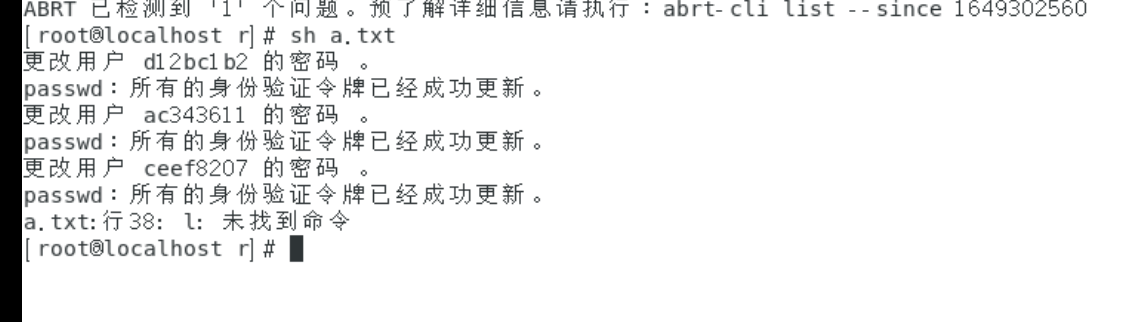 ABRT 已检测到 '1' 个问题。预了解详细信息请执行：abrt-cli list --since 1649302560
[root@localhost r]# sh a.txt
更改用户 d12bc1b2 的密码 。
passwd：所有的身份验证令牌已经成功更新。
更改用户 ac343611 的密码 。
passwd：所有的身份验证令牌已经成功更新。
更改用户 ceef8207 的密码 。
passwd：所有的身份验证令牌已经成功更新。
a.txt:行38: l: 未找到命令
[root@localhost r]#